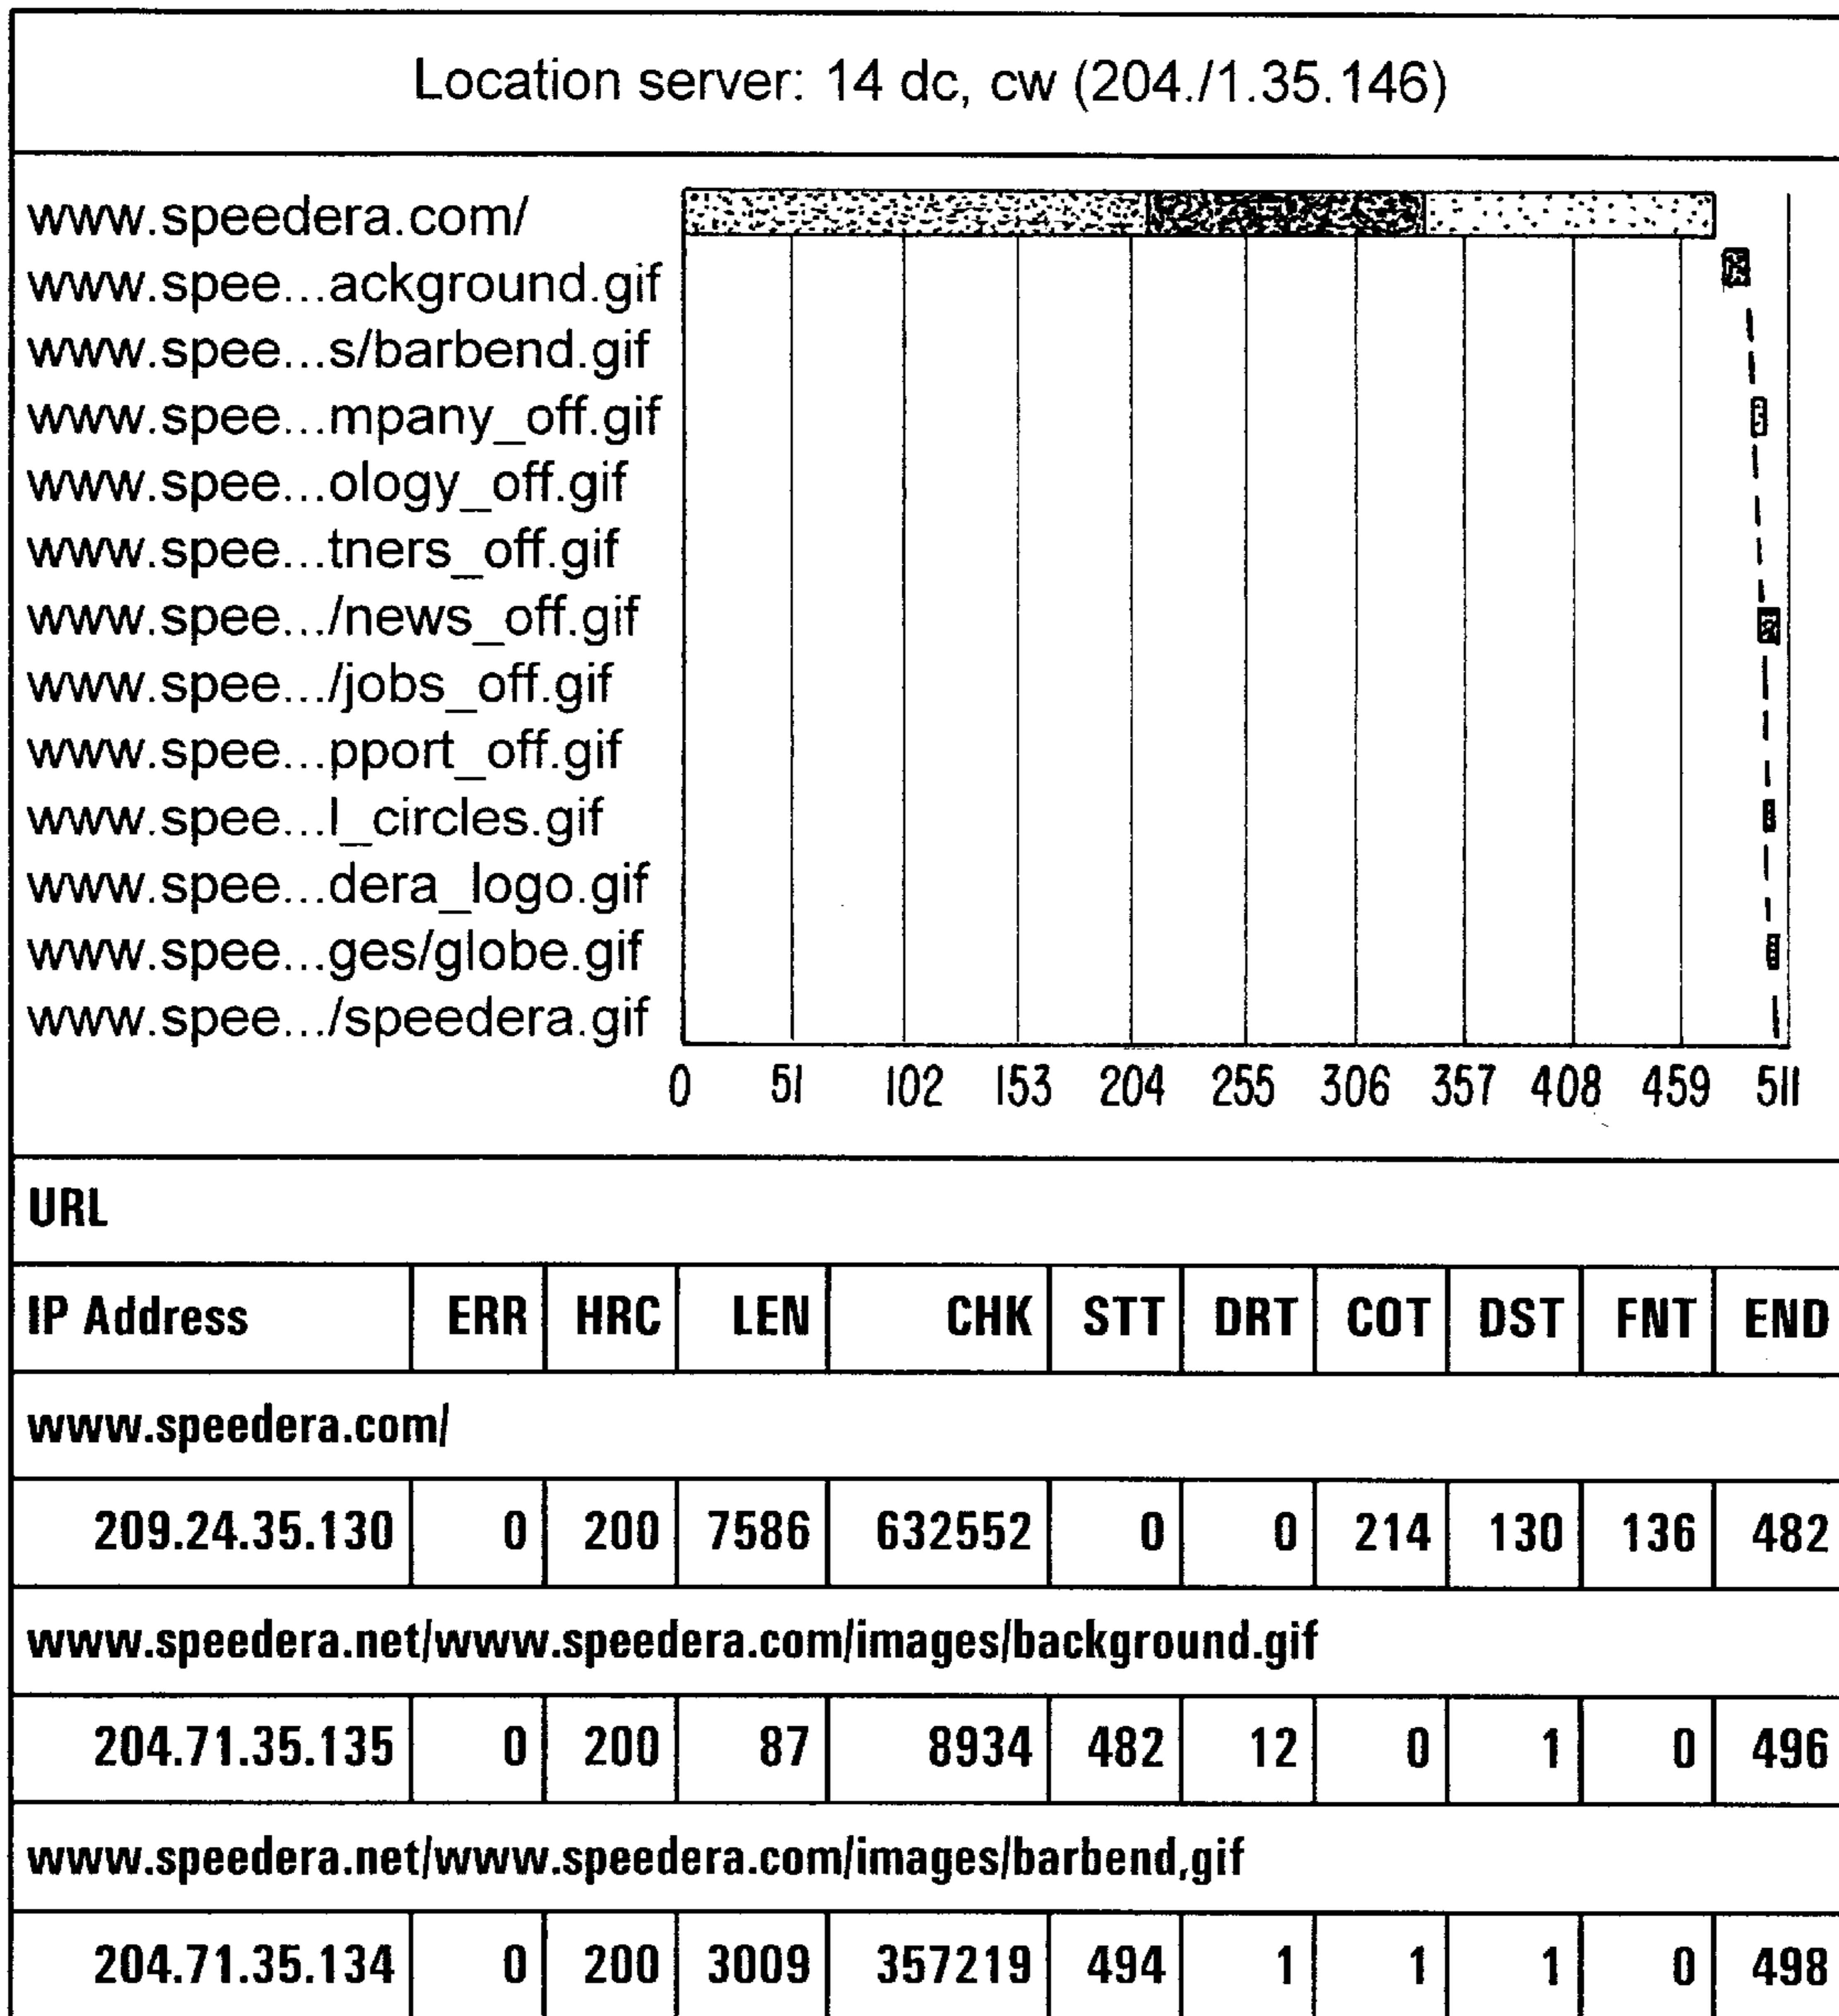 Location server: 14 dc, cw (204./1.35.146)
www.speedera.com/
www.spee...ackground.gif
www.spee...s/barbend.gif
www.spee...mpany_off.gif
www.spee...ology_off.gif
www.spee...tners_off.gif
www.spee.../news_off.gif
www.spee.../jobs_off.gif
www.spee...pport_off.gif
www.spee...l_circles.gif
www.spee...dera_logo.gif
www.spee...ges/globe.gif
www.spee.../speedera.gif
0 51 102 153 204 255 306 357 408 459 511
URL
IP Address ERR HRC LEN CHK STT DRT COT DST FNT END
www.speedera.com/
209.24.35.130 0 200 7586 632552 0 0 214 130 136 482
www.speedera.net/www.speedera.com/images/background.gif
204.71.35.135 0 200 87 8934 482 12 0 1 0 496
www.speedera.net/www.speedera.com/images/barbend,gif
204.71.35.134 0 200 3009 357219 494 1 1 1 0 498